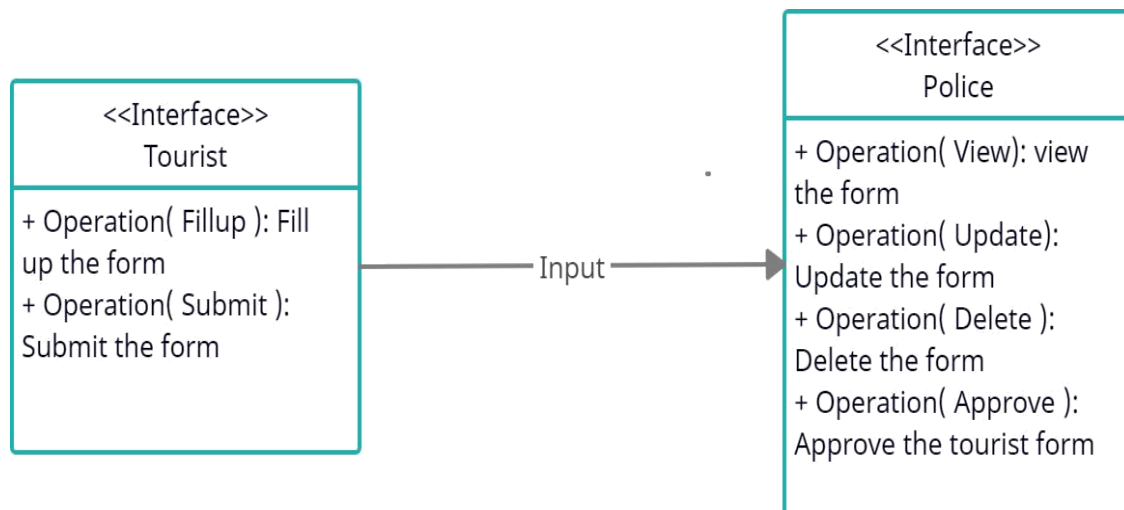 <<Interface>>
Tourist
+ Operation( Fillup ): Fill
up the form
+ Operation( Submit ):
Submit the form
Input
<<Interface>>
Police
+ Operation( View): view
the form
+ Operation( Update):
Update the form
+ Operation( Delete ):
Delete the form
+ Operation( Approve ):
Approve the tourist form